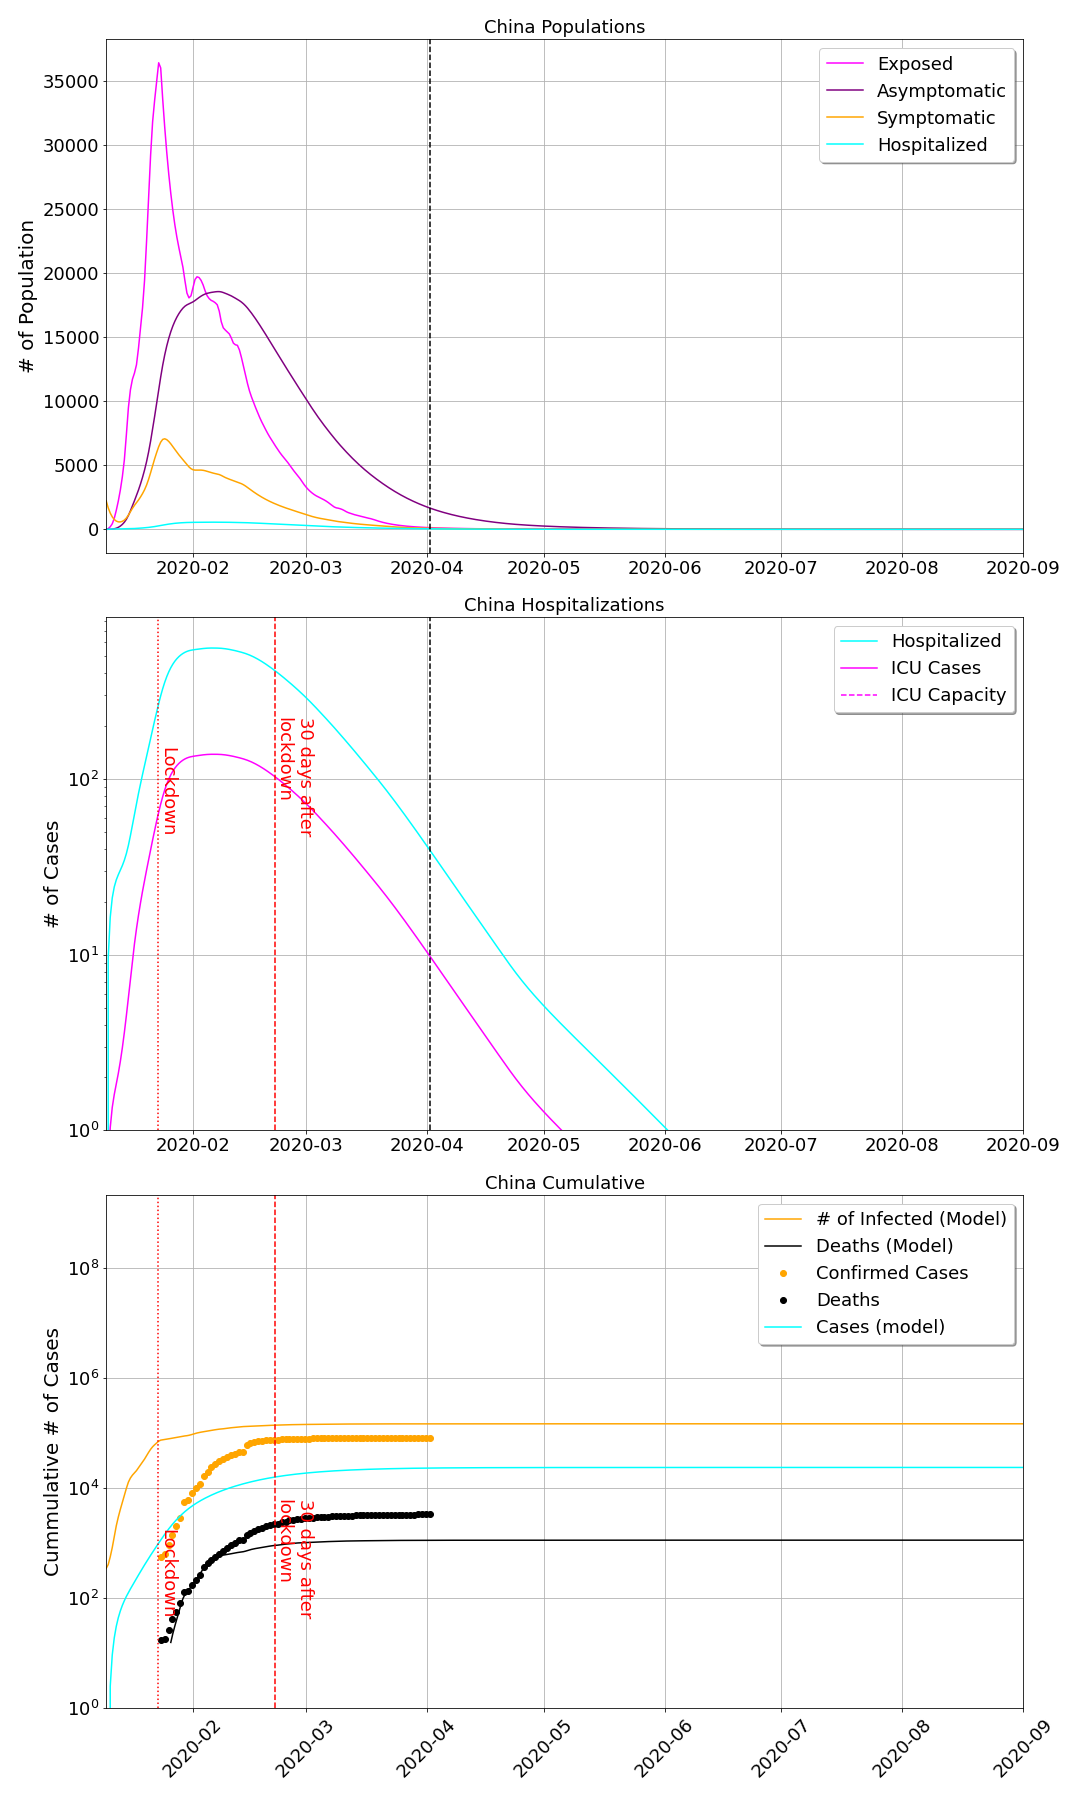 China Populations
# of Population
35000
30000
25000
20000
15000
10000
5000
0
Exposed
Asymptomatic
Symptomatic
Hospitalized
2020-02
2020-03
2020-04
2020-05
2020-06
2020-07
2020-08
2020-09
China Hospitalizations
# of Cases
10²
10¹
10⁰
Lockdown
30 days after
lockdown
Hospitalized
ICU Cases
ICU Capacity
2020-02
2020-03
2020-04
2020-05
2020-06
2020-07
2020-08
2020-09
China Cumulative
Cummulative # of Cases
10⁸
10⁶
10⁴
10²
10⁰
Lockdown
30 days after
lockdown
# of Infected (Model)
Deaths (Model)
Confirmed Cases
Deaths
Cases (model)
2020-02
2020-03
2020-04
2020-05
2020-06
2020-07
2020-08
2020-09